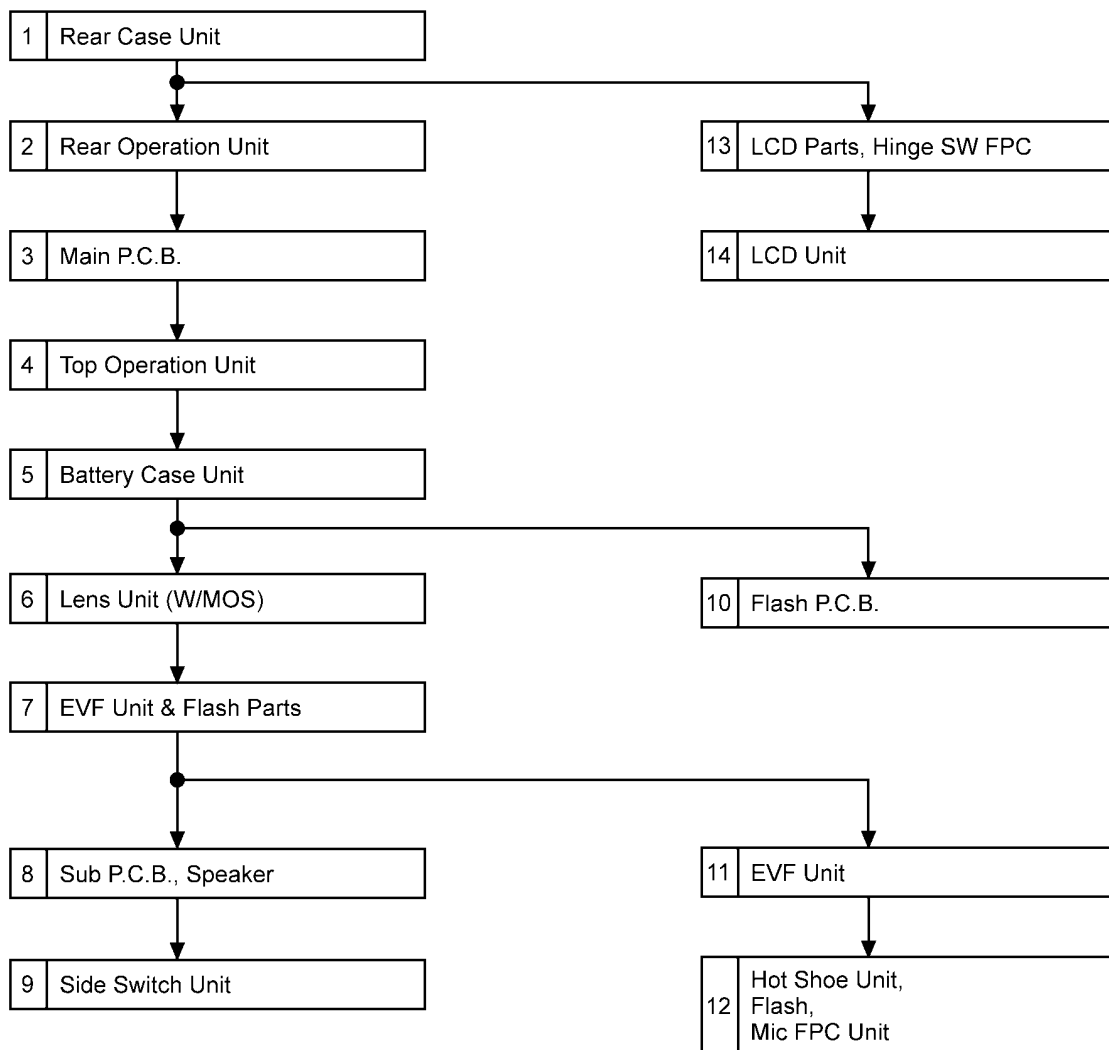 1 Rear Case Unit
2 Rear Operation Unit
13 LCD Parts, Hinge SW FPC
3 Main P.C.B.
14 LCD Unit
4 Top Operation Unit
5 Battery Case Unit
6 Lens Unit (W/MOS)
10 Flash P.C.B.
7 EVF Unit & Flash Parts
8 Sub P.C.B., Speaker
11 EVF Unit
9 Side Switch Unit
12 Hot Shoe Unit,
Flash,
Mic FPC Unit